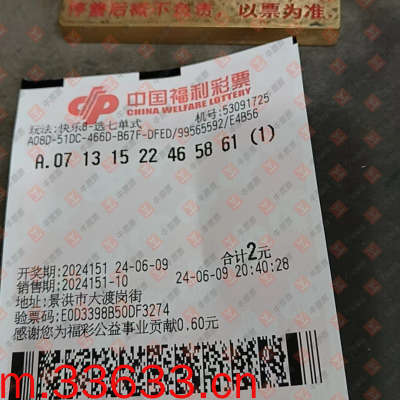 停售后概不负责，以票为准
中国福利彩票
CHINA WELFARE LOTTERY
玩法:快乐8-选七单式
机号:53091725
A08D-51DC-466D-B67F-DFED/99565592/E4B56
A.07 13 15 22 46 58 61 (1)
合计2元
开奖期:2024151 24-06-09
销售期:2024151-10
24-06-09 20:40:28
地址:景洪市大渡岗街
验票码:E0D3398B50DF3274
感谢您为福彩公益事业贡献0.60元
m.33633.cn